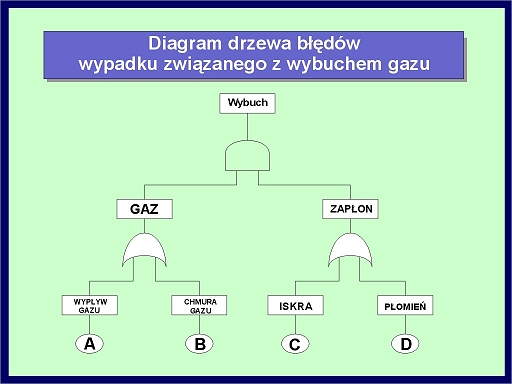 Diagram drzewa błędów
wypadku związanego z wybuchem gazu
Wybuch
GAZ
ZAPŁON
WYPŁYW
GAZU
CHMURA
GAZU
ISKRA
PŁOMIEŃ
A
B
C
D